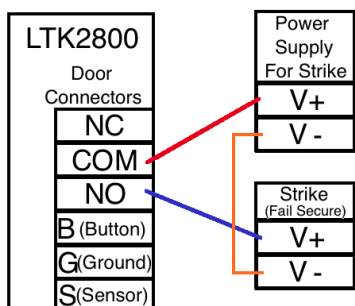 LTK2800
Door
Connectors
NC
COM
NO
B (Button)
G(Ground)
S(Sensor)
Power
Supply
For Strike
V+
V -
Strike
(Fail Secure)
V+
V -